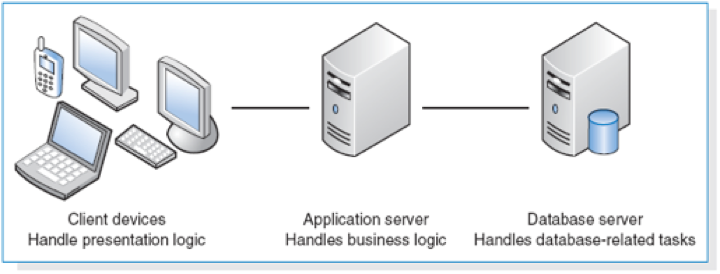 Client devices
Handle presentation logic
Application server
Handles business logic
Database server
Handles database-related tasks